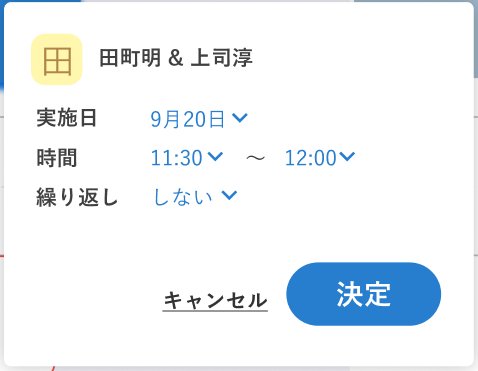 田
田町明 & 上司淳
実施日 9月20日
時間 11:30 〜 12:00
繰り返し しない
キャンセル 決定